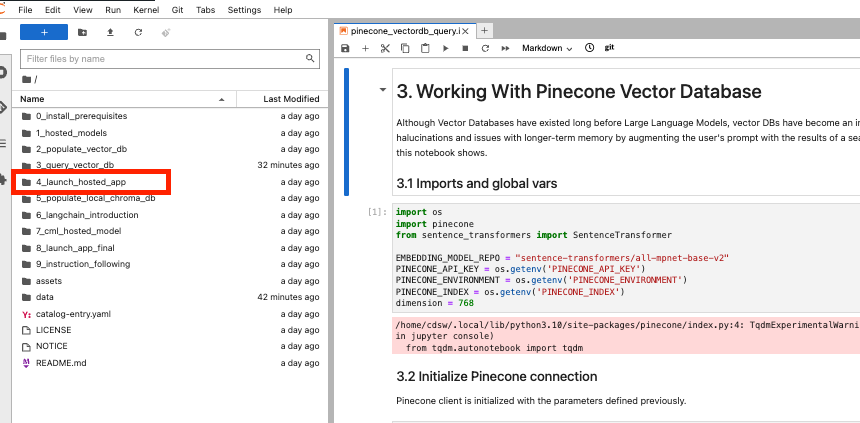 File Edit View Run Kernel Git Tabs Settings Help
+
Filter files by name
/
Name Last Modified
0_install_prerequisites a day ago
1_hosted_models a day ago
2_populate_vector_db a day ago
3_query_vector_db 32 minutes ago
4_launch_hosted_app a day ago
5_populate_local_chroma_db a day ago
6_langchain_introduction a day ago
7_cml_hosted_model a day ago
8_launch_app_final a day ago
9_instruction_following a day ago
assets a day ago
data 42 minutes ago
Y: catalog-entry.yaml a day ago
LICENSE a day ago
NOTICE a day ago
M README.md a day ago
pinecone_vectordb_query.i × +
Markdown git
3. Working With Pinecone Vector Database
Although Vector Databases have existed long before Large Language Models, vector DBs have become an in
halucinations and issues with longer-term memory by augmenting the user's prompt with the results of a sea
this notebook shows.
3.1 Imports and global vars
[1]: import os
import pinecone
from sentence_transformers import SentenceTransformer
EMBEDDING_MODEL_REPO = "sentence-transformers/all-mpnet-base-v2"
PINECONE_API_KEY = os.getenv('PINECONE_API_KEY')
PINECONE_ENVIRONMENT = os.getenv('PINECONE_ENVIRONMENT')
PINECONE_INDEX = os.getenv('PINECONE_INDEX')
dimension = 768
/home/cdsw/.local/lib/python3.10/site-packages/pinecone/index.py:4: TqdmExperimentalWarni
in jupyter console)
from tqdm.autonotebook import tqdm
3.2 Initialize Pinecone connection
Pinecone client is initialized with the parameters defined previously.